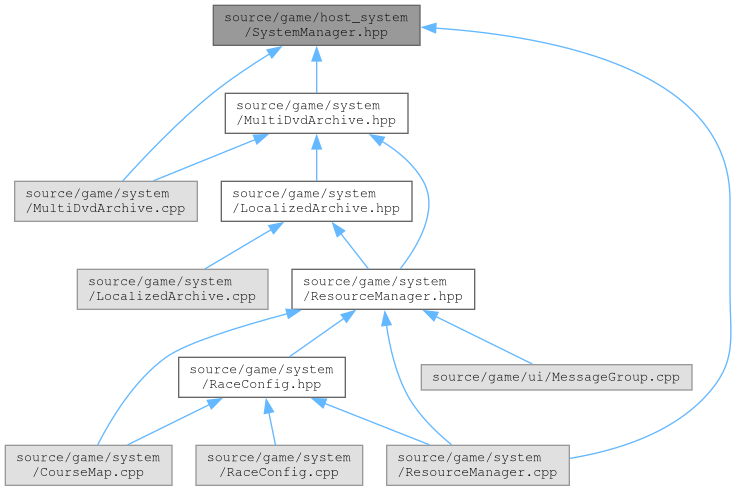 source/game/host_system
/SystemManager.hpp
source/game/system
/MultiDvdArchive.hpp
source/game/system
/MultiDvdArchive.cpp
source/game/system
/LocalizedArchive.hpp
source/game/system
/LocalizedArchive.cpp
source/game/system
/ResourceManager.hpp
source/game/system
/RaceConfig.hpp
source/game/ui/MessageGroup.cpp
source/game/system
/CourseMap.cpp
source/game/system
/RaceConfig.cpp
source/game/system
/ResourceManager.cpp